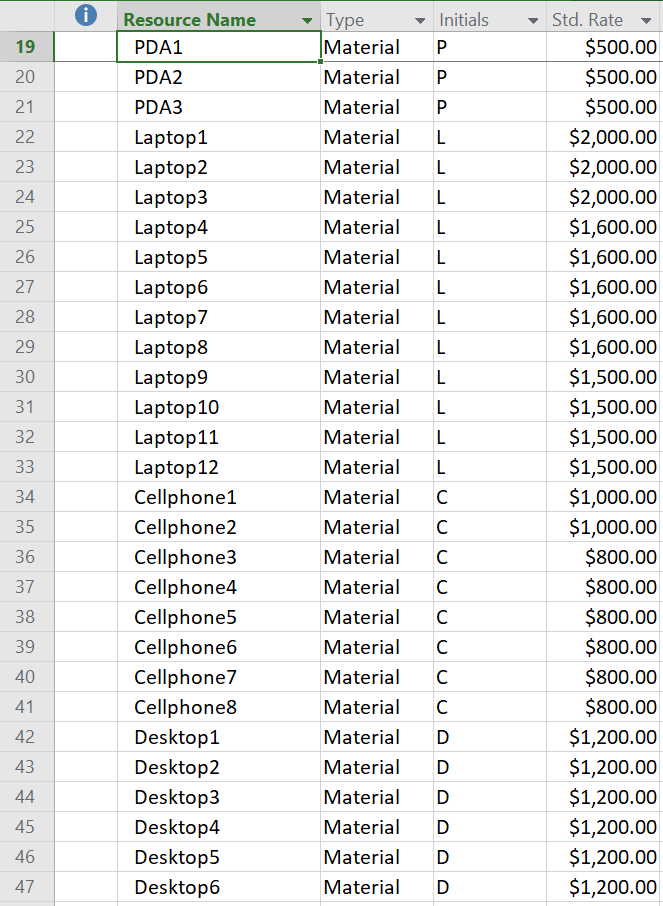 i Resource Name Type Initials Std. Rate
19 PDA1 Material P $500.00
20 PDA2 Material P $500.00
21 PDA3 Material P $500.00
22 Laptop1 Material L $2,000.00
23 Laptop2 Material L $2,000.00
24 Laptop3 Material L $2,000.00
25 Laptop4 Material L $1,600.00
26 Laptop5 Material L $1,600.00
27 Laptop6 Material L $1,600.00
28 Laptop7 Material L $1,600.00
29 Laptop8 Material L $1,600.00
30 Laptop9 Material L $1,500.00
31 Laptop10 Material L $1,500.00
32 Laptop11 Material L $1,500.00
33 Laptop12 Material L $1,500.00
34 Cellphone1 Material C $1,000.00
35 Cellphone2 Material C $1,000.00
36 Cellphone3 Material C $800.00
37 Cellphone4 Material C $800.00
38 Cellphone5 Material C $800.00
39 Cellphone6 Material C $800.00
40 Cellphone7 Material C $800.00
41 Cellphone8 Material C $800.00
42 Desktop1 Material D $1,200.00
43 Desktop2 Material D $1,200.00
44 Desktop3 Material D $1,200.00
45 Desktop4 Material D $1,200.00
46 Desktop5 Material D $1,200.00
47 Desktop6 Material D $1,200.00